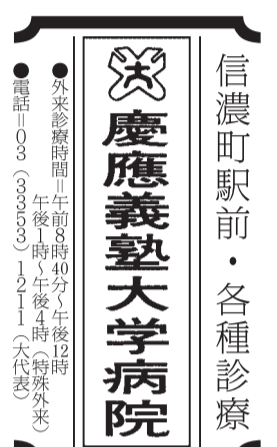 信濃町駅前・各種診療
慶應義塾大学病院
●外来診療時間=午前8時40分〜午後12時
午後1時〜午後4時(特殊外来)
●電話=03(3353)1211(大代表)